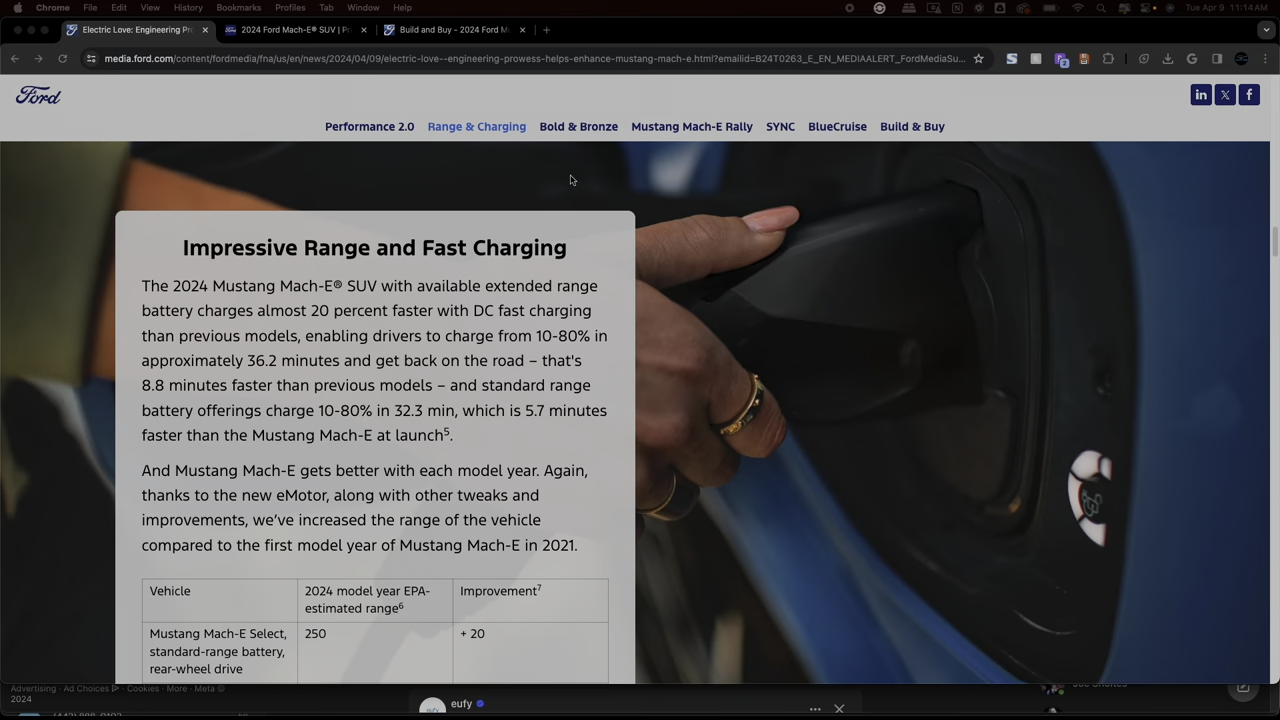 Chrome File Edit View History Bookmarks Profiles Tab Window Help Tue Apr 9 11:14 AM
Electric Love: Engineering Pr 2024 Ford Mach-E® SUV | P Build and Buy - 2024 Ford M
media.ford.com/content/fordmedia/fna/us/en/news/2024/04/09/electric-love--engineering-prowess-helps-enhance-mustang-mach-e.html?emailid=B24T0263_E_EN_MEDIAALERT_FordMediaSu...
Ford
Performance 2.0 Range & Charging Bold & Bronze Mustang Mach-E Rally SYNC BlueCruise Build & Buy
Impressive Range and Fast Charging
The 2024 Mustang Mach-E® SUV with available extended range
battery charges almost 20 percent faster with DC fast charging
than previous models, enabling drivers to charge from 10-80% in
approximately 36.2 minutes and get back on the road – that's
8.8 minutes faster than previous models – and standard range
battery offerings charge 10-80% in 32.3 min, which is 5.7 minutes
faster than the Mustang Mach-E at launch⁵.
And Mustang Mach-E gets better with each model year. Again,
thanks to the new eMotor, along with other tweaks and
improvements, we've increased the range of the vehicle
compared to the first model year of Mustang Mach-E in 2021.
Vehicle 2024 model year EPA- Improvement⁷
estimated range⁶
Mustang Mach-E Select, 250 + 20
standard-range battery,
rear-wheel drive
Advertising · Ad Choices · Cookies · More · Meta ©
2024
eufy